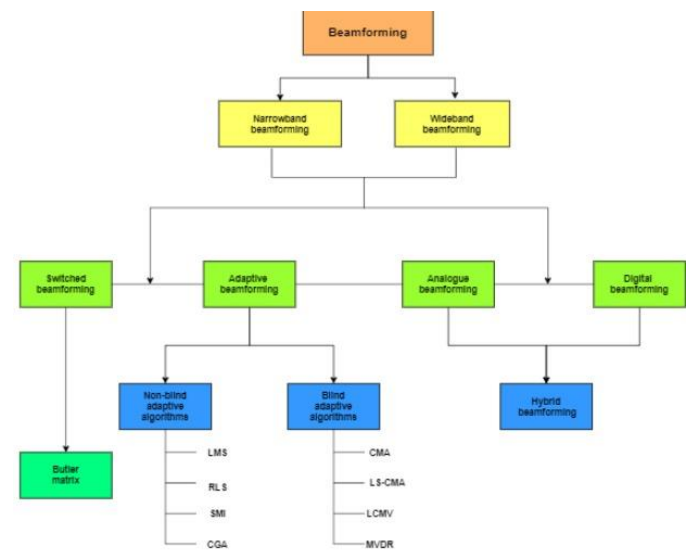 Beamforming
Narrowband
beamforming
Wideband
beamforming
Switched
beamforming
Adaptive
beamforming
Analogue
beamforming
Digital
beamforming
Non-blind
adaptive
algorithms
Blind
adaptive
algorithms
Hybrid
beamforming
Butler
matrix
LMS
RLS
SMI
CGA
CMA
LS-CMA
LCMV
MVDR